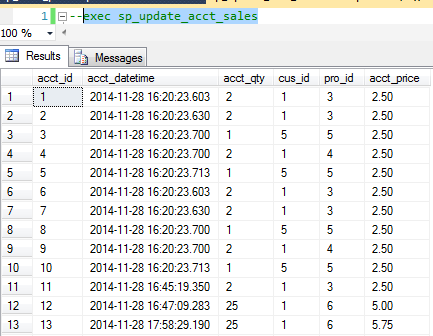 1 --exec sp_update_acct_sales
100 %
Results Messages
acct_id acct_datetime acct_qty cus_id pro_id acct_price
1 1 2014-11-28 16:20:23.603 2 1 3 2.50
2 2 2014-11-28 16:20:23.630 2 1 3 2.50
3 3 2014-11-28 16:20:23.700 1 5 5 2.50
4 4 2014-11-28 16:20:23.700 2 1 4 2.50
5 5 2014-11-28 16:20:23.713 1 5 5 2.50
6 6 2014-11-28 16:20:23.603 2 1 3 2.50
7 7 2014-11-28 16:20:23.630 2 1 3 2.50
8 8 2014-11-28 16:20:23.700 1 5 5 2.50
9 9 2014-11-28 16:20:23.700 2 1 4 2.50
10 10 2014-11-28 16:20:23.713 1 5 5 2.50
11 11 2014-11-28 16:45:19.350 2 1 3 2.50
12 12 2014-11-28 16:47:09.283 25 1 6 5.00
13 13 2014-11-28 17:58:29.190 25 1 6 5.75